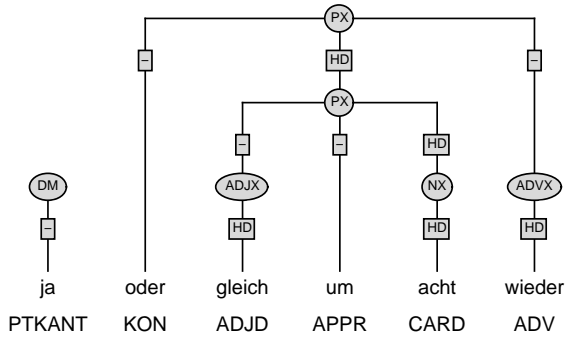 PX
– HD –
PX
– – HD
DM ADJX NX ADVX
– HD HD HD
ja oder gleich um acht wieder
PTKANT KON ADJD APPR CARD ADV